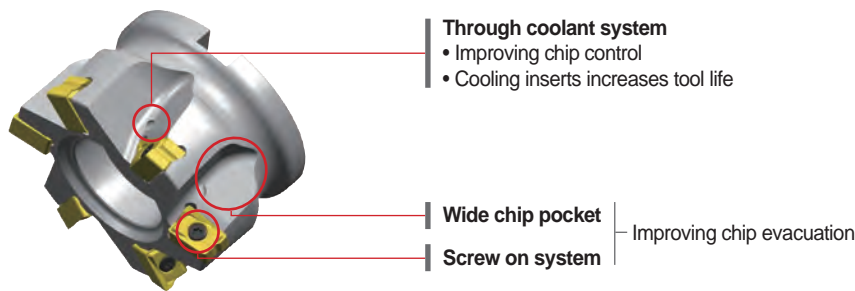 Through coolant system
• Improving chip control
• Cooling inserts increases tool life
Wide chip pocket
Screw on system
Improving chip evacuation